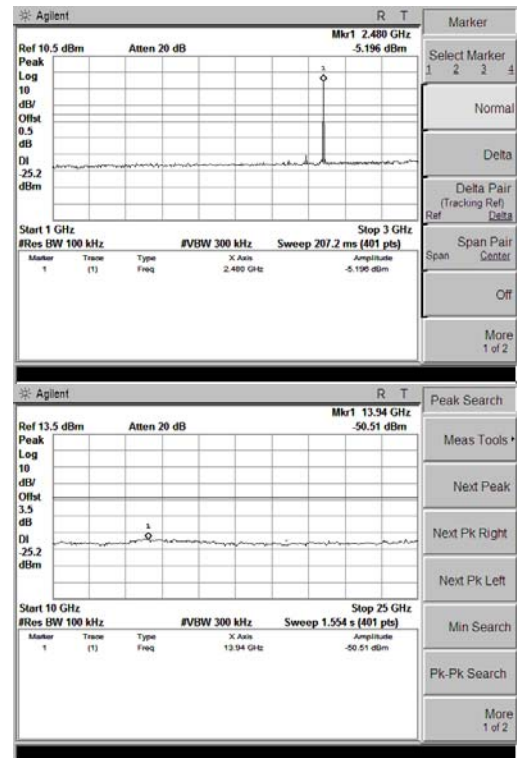 Agilent R T
Mkr1 2.480 GHz
Ref 10.5 dBm Atten 20 dB -5.196 dBm
Peak
Log
10
dB/
Offst
0.5
dB
DI
-25.2
dBm
1
Start 1 GHz Stop 3 GHz
#Res BW 100 kHz #VBW 300 kHz Sweep 207.2 ms (401 pts)
Marker Trace Type X Axis Amplitude
1 (1) Freq 2.480 GHz -5.196 dBm
Marker
Select Marker
1 2 3 4
Normal
Delta
Delta Pair
(Tracking Ref)
Ref Delta
Span Pair
Span Center
Off
More
1 of 2
Agilent R T
Mkr1 13.94 GHz
Ref 13.5 dBm Atten 20 dB -50.51 dBm
Peak
Log
10
dB/
Offst
3.5
dB
DI
-25.2
dBm
1
Start 10 GHz Stop 25 GHz
#Res BW 100 kHz #VBW 300 kHz Sweep 1.554 s (401 pts)
Marker Trace Type X Axis Amplitude
1 (1) Freq 13.94 GHz -50.51 dBm
Peak Search
Meas Tools
Next Peak
Next Pk Right
Next Pk Left
Min Search
Pk-Pk Search
More
1 of 2